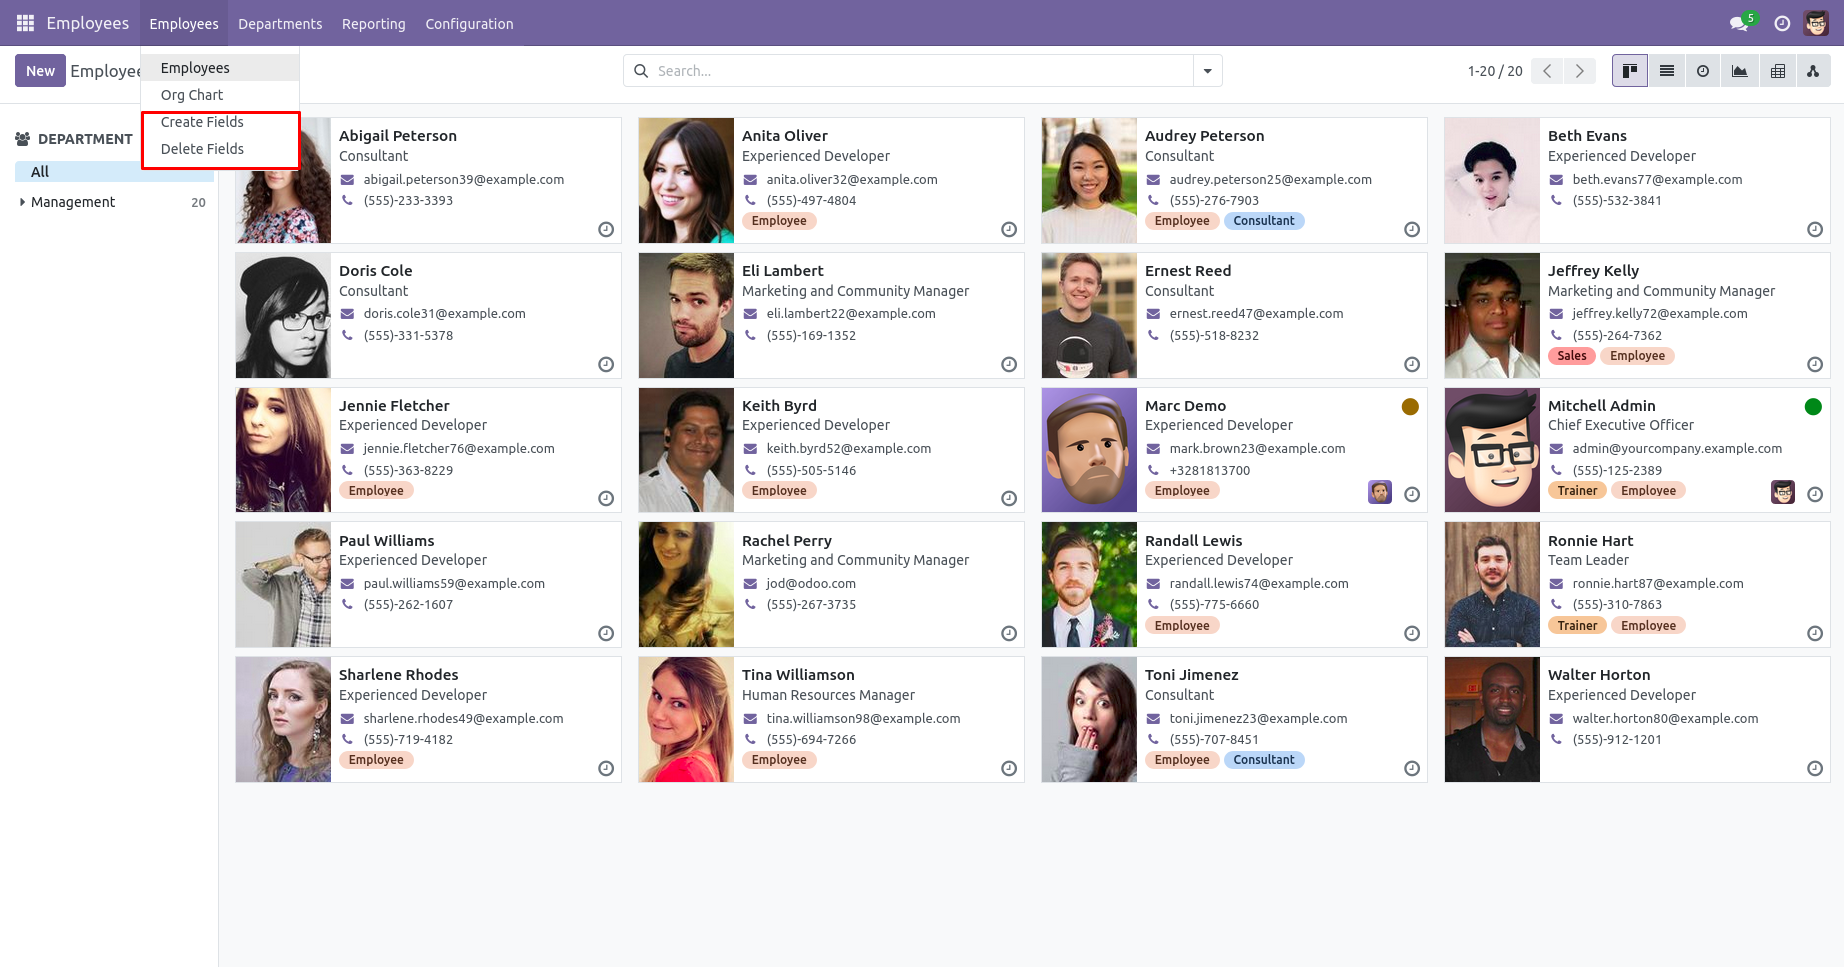 Employees Employees Departments Reporting Configuration 5
New Employee Search... 1-20 / 20
Employees
Org Chart
Create Fields
Delete Fields
DEPARTMENT
All
Management 20
Abigail Peterson
Consultant
abigail.peterson39@example.com
(555)-233-3393
Anita Oliver
Experienced Developer
anita.oliver32@example.com
(555)-497-4804
Employee
Audrey Peterson
Consultant
audrey.peterson25@example.com
(555)-276-7903
Employee Consultant
Beth Evans
Experienced Developer
beth.evans77@example.com
(555)-532-3841
Doris Cole
Consultant
doris.cole31@example.com
(555)-331-5378
Eli Lambert
Marketing and Community Manager
eli.lambert22@example.com
(555)-169-1352
Ernest Reed
Consultant
ernest.reed47@example.com
(555)-518-8232
Jeffrey Kelly
Marketing and Community Manager
jeffrey.kelly72@example.com
(555)-264-7362
Sales Employee
Jennie Fletcher
Experienced Developer
jennie.fletcher76@example.com
(555)-363-8229
Employee
Keith Byrd
Experienced Developer
keith.byrd52@example.com
(555)-505-5146
Employee
Marc Demo
Experienced Developer
mark.brown23@example.com
+3281813700
Employee
Mitchell Admin
Chief Executive Officer
admin@yourcompany.example.com
(555)-125-2389
Trainer Employee
Paul Williams
Experienced Developer
paul.williams59@example.com
(555)-262-1607
Rachel Perry
Marketing and Community Manager
jod@odoo.com
(555)-267-3735
Randall Lewis
Experienced Developer
randall.lewis74@example.com
(555)-775-6660
Employee
Ronnie Hart
Team Leader
ronnie.hart87@example.com
(555)-310-7863
Trainer Employee
Sharlene Rhodes
Experienced Developer
sharlene.rhodes49@example.com
(555)-719-4182
Employee
Tina Williamson
Human Resources Manager
tina.williamson98@example.com
(555)-694-7266
Employee
Toni Jimenez
Consultant
toni.jimenez23@example.com
(555)-707-8451
Employee Consultant
Walter Horton
Experienced Developer
walter.horton80@example.com
(555)-912-1201